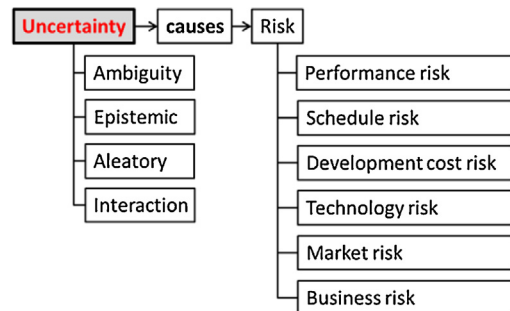 Uncertainty causes Risk
Ambiguity
Epistemic
Aleatory
Interaction
Performance risk
Schedule risk
Development cost risk
Technology risk
Market risk
Business risk